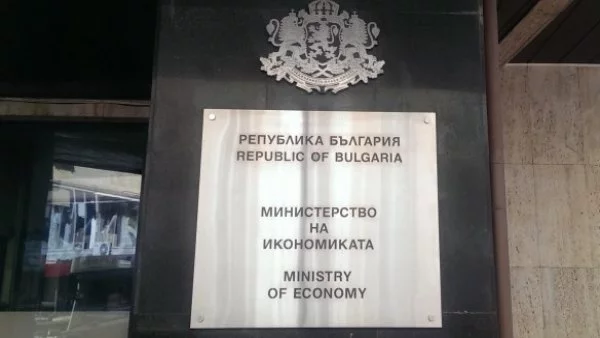 РЕПУБЛИКА БЪЛГАРИЯ
REPUBLIC OF BULGARIA
МИНИСТЕРСТВО
НА
ИКОНОМИКАТА
MINISTRY
OF ECONOMY